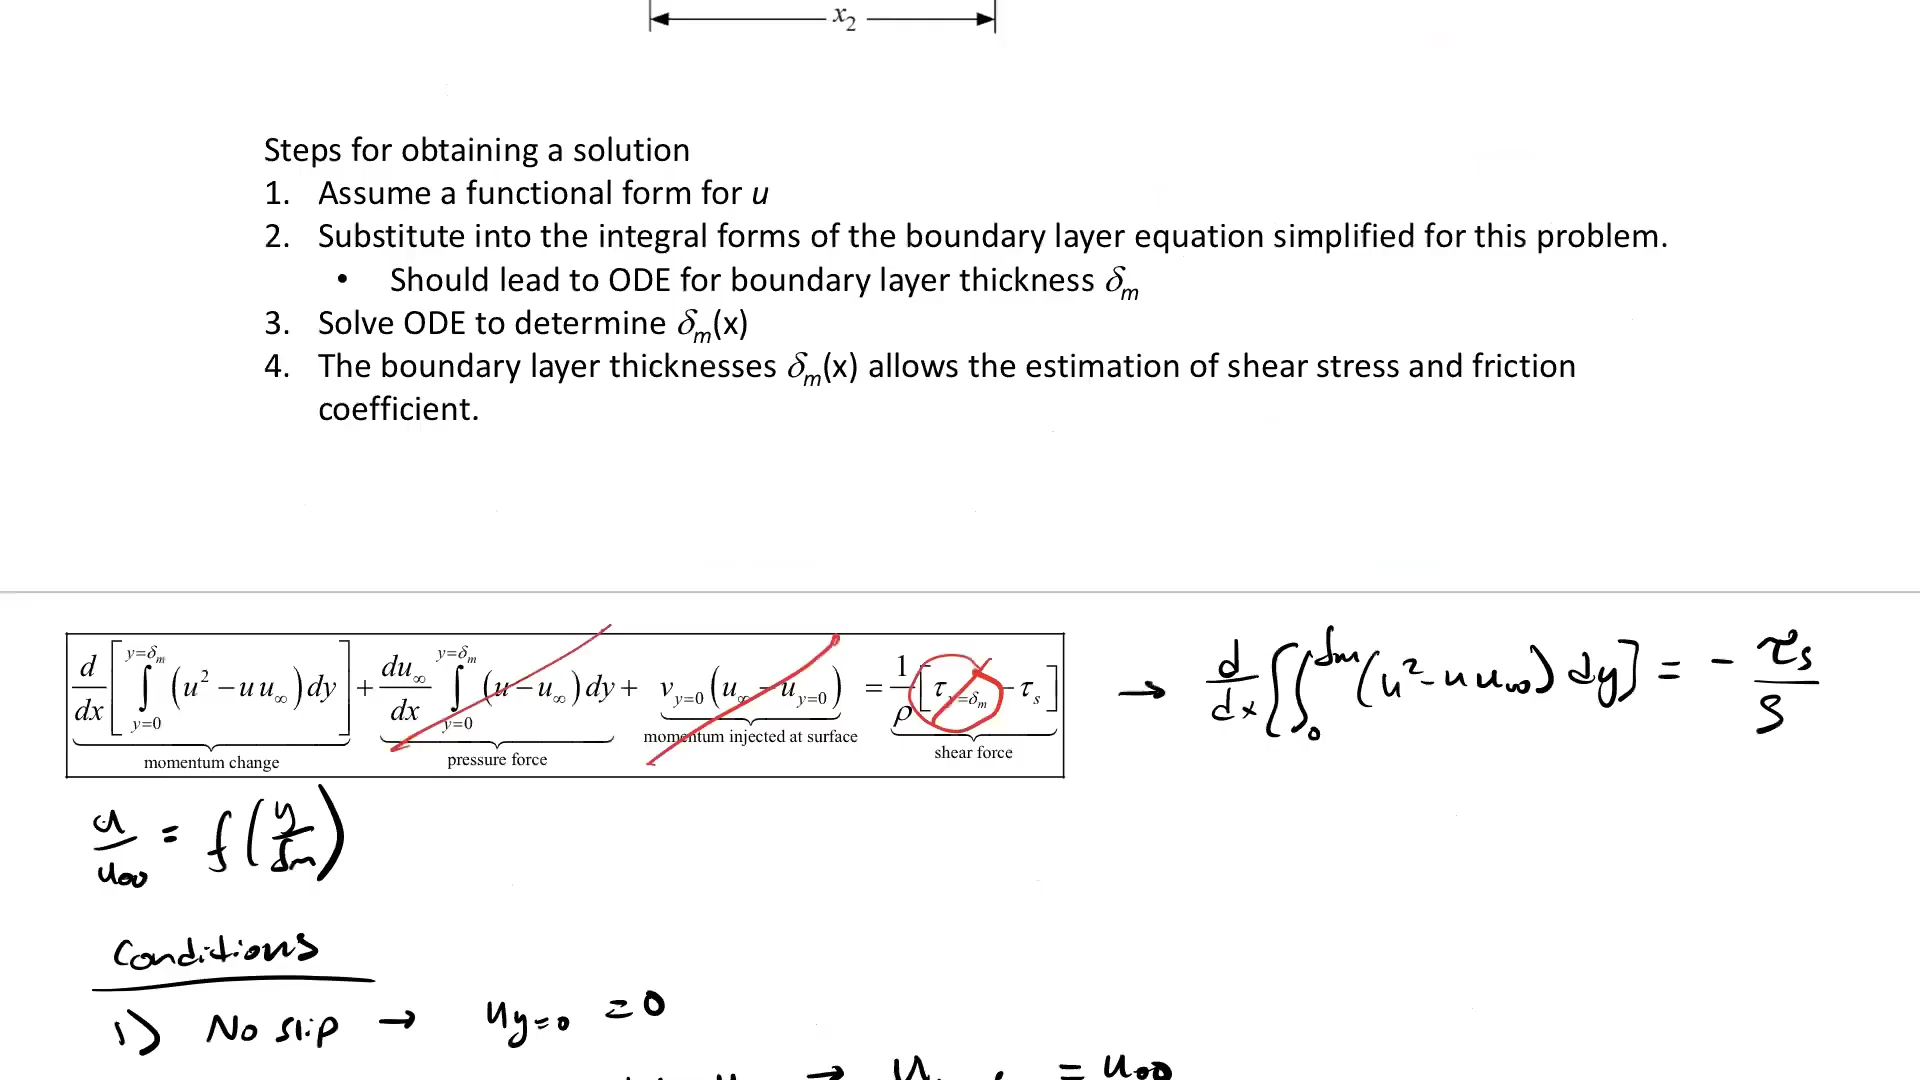 x₂
Steps for obtaining a solution
1. Assume a functional form for u
2. Substitute into the integral forms of the boundary layer equation simplified for this problem.
• Should lead to ODE for boundary layer thickness δₘ
3. Solve ODE to determine δₘ(x)
4. The boundary layer thicknesses δₘ(x) allows the estimation of shear stress and friction
coefficient.
d/dx [ ∫_{y=0}^{y=δₘ} (u² − u u∞) dy ] + du∞/dx ∫_{y=0}^{y=δₘ} (u − u∞) dy + v_{y=0} (u∞ − u_{y=0}) = 1/ρ [ τ_{y=δₘ} − τₛ ] → d/dx [ ∫₀^{δₘ} (u² − u u∞) dy ] = − τₛ/ρ
momentum change pressure force momentum injected at surface shear force
u/u∞ = f(y/δₘ)
Conditions
1) No slip → u_{y=0} = 0
→ = u∞